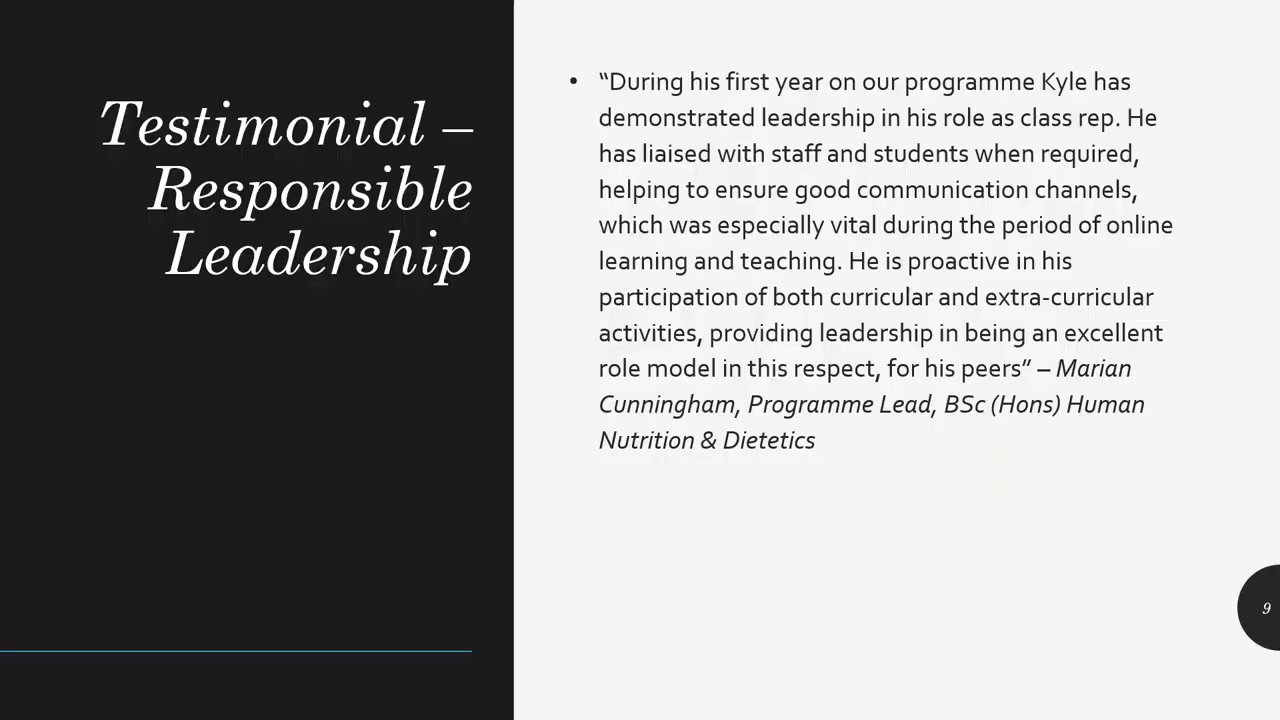 Testimonial –
Responsible
Leadership
• “During his first year on our programme Kyle has
demonstrated leadership in his role as class rep. He
has liaised with staff and students when required,
helping to ensure good communication channels,
which was especially vital during the period of online
learning and teaching. He is proactive in his
participation of both curricular and extra-curricular
activities, providing leadership in being an excellent
role model in this respect, for his peers” – Marian
Cunningham, Programme Lead, BSc (Hons) Human
Nutrition & Dietetics
9